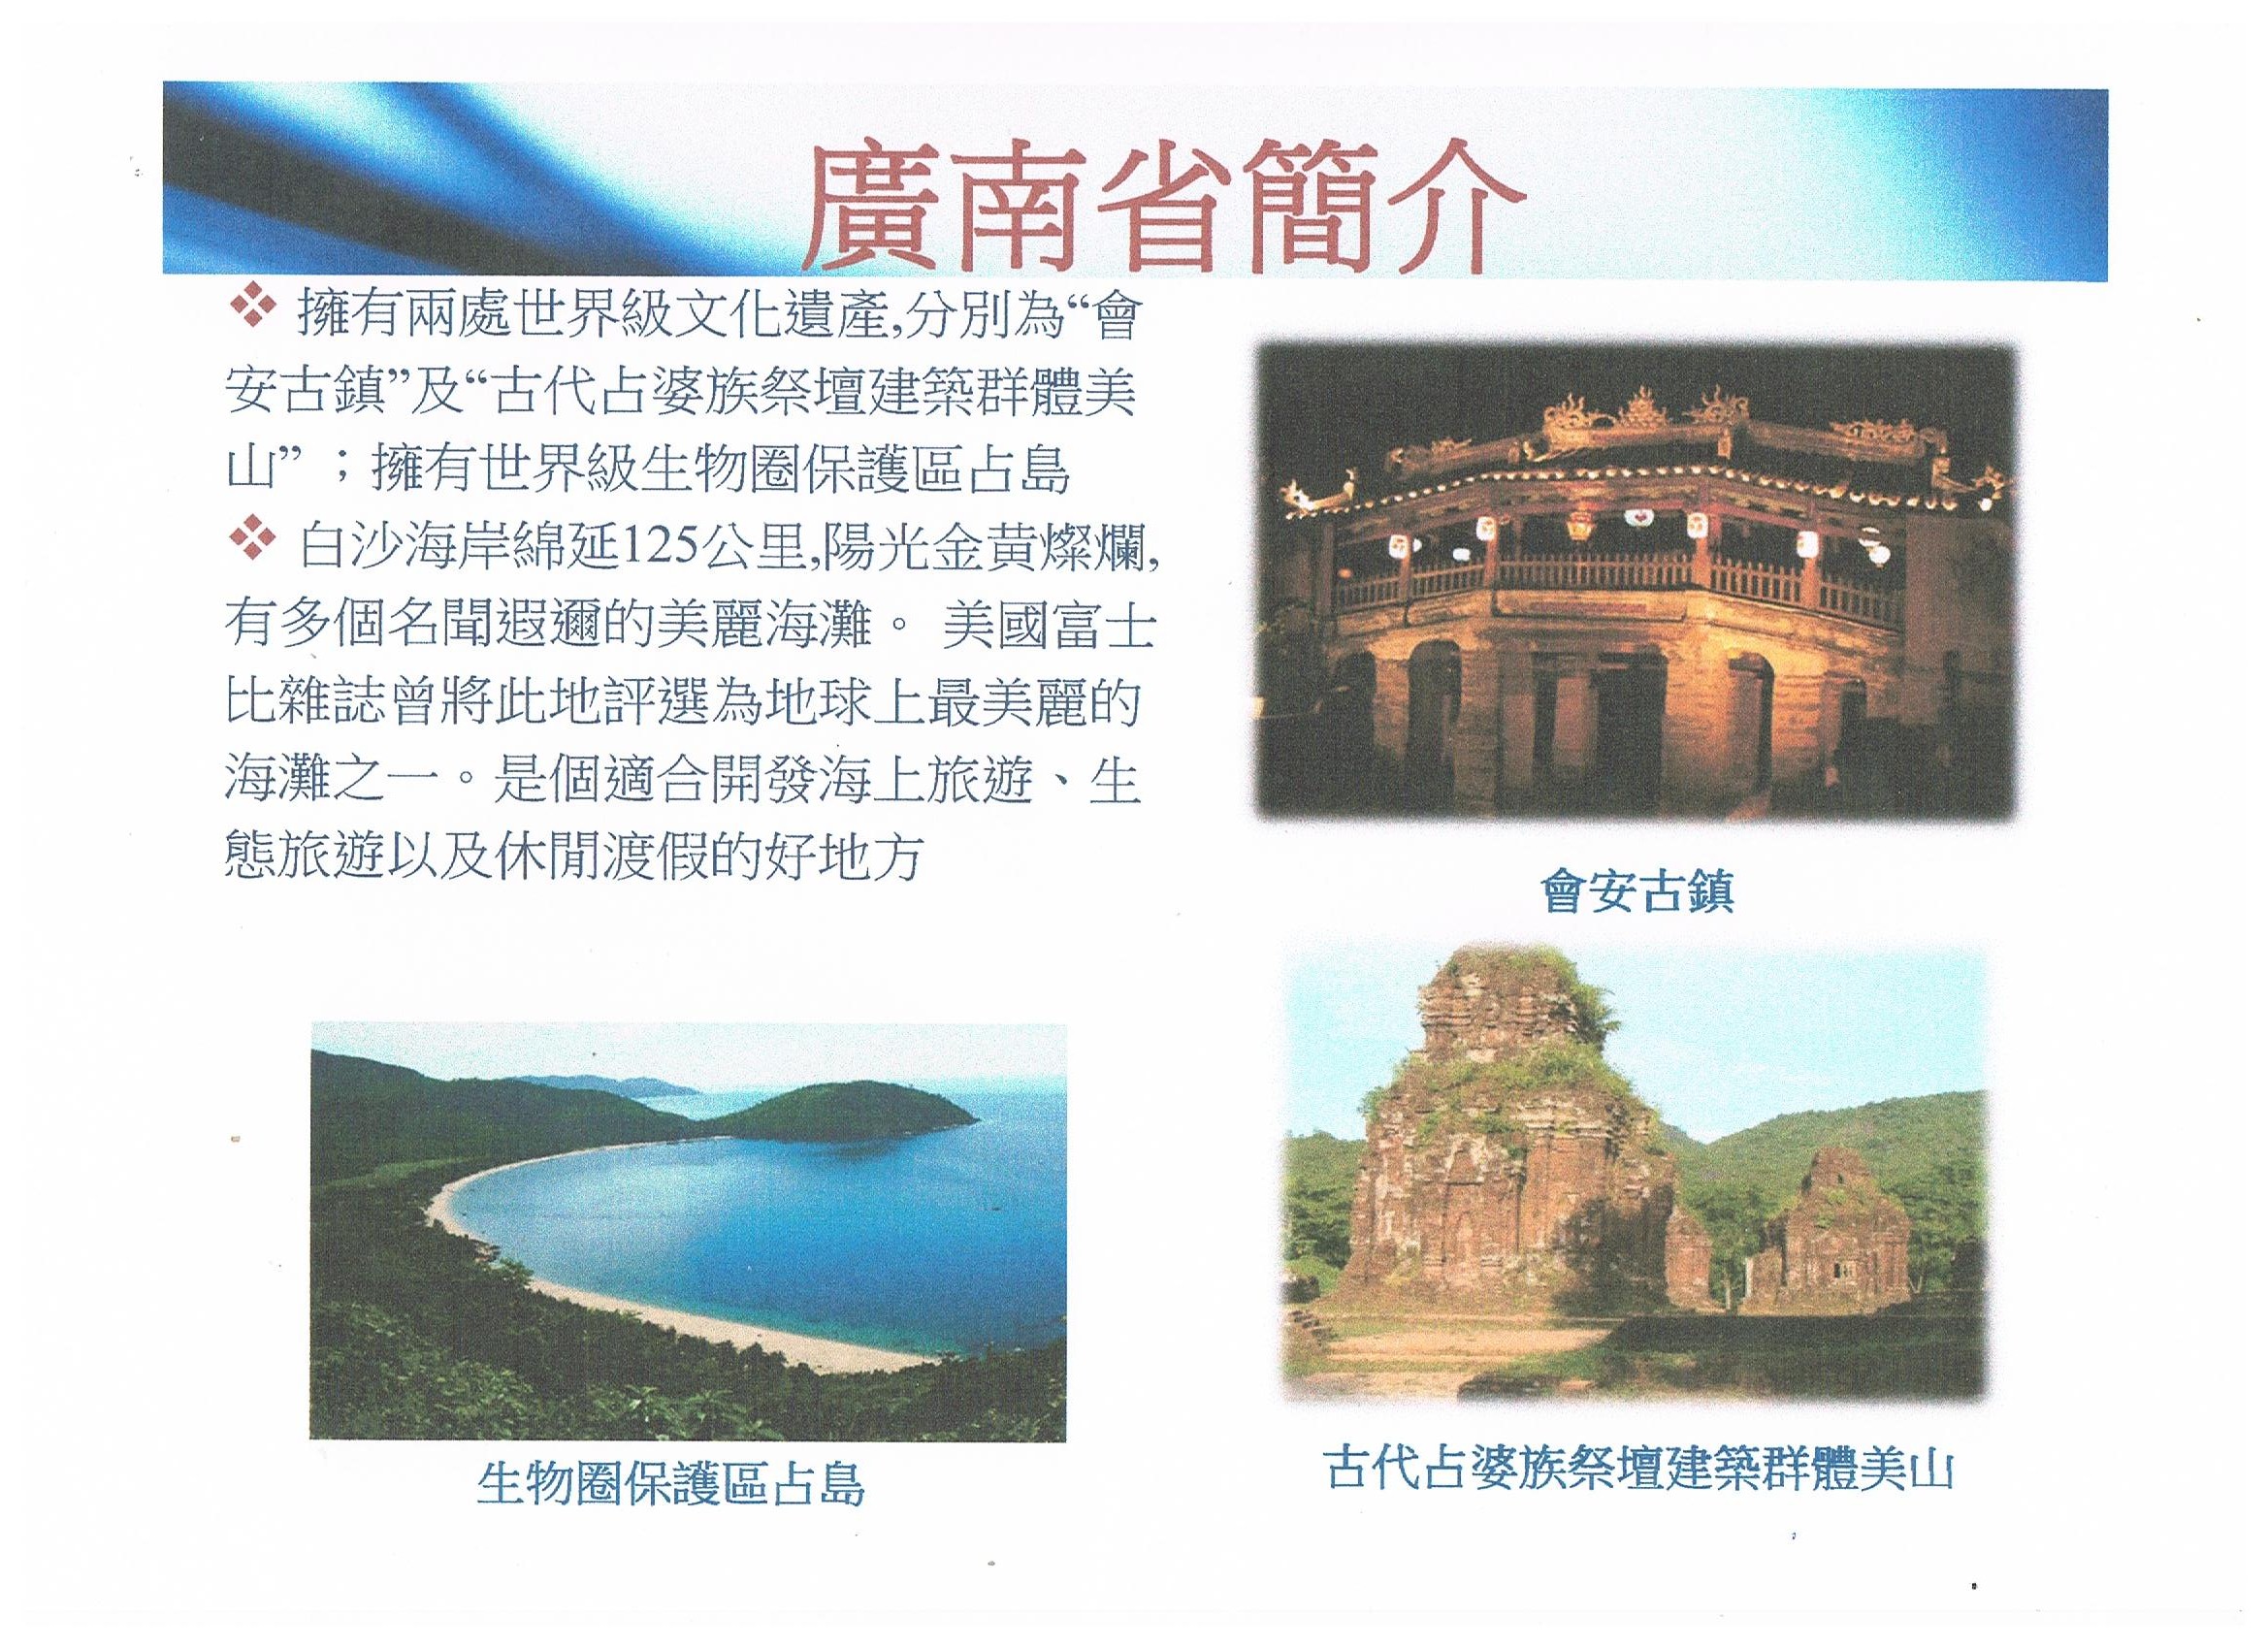 廣南省簡介
❖ 擁有兩處世界級文化遺產,分別為“會
安古鎮”及“古代占婆族祭壇建築群體美
山”；擁有世界級生物圈保護區占島
❖ 白沙海岸綿延125公里,陽光金黃燦爛,
有多個名聞遐邇的美麗海灘。 美國富士
比雜誌曾將此地評選為地球上最美麗的
海灘之一。是個適合開發海上旅遊、生
態旅遊以及休閒渡假的好地方
會安古鎮
生物圈保護區占島
古代占婆族祭壇建築群體美山